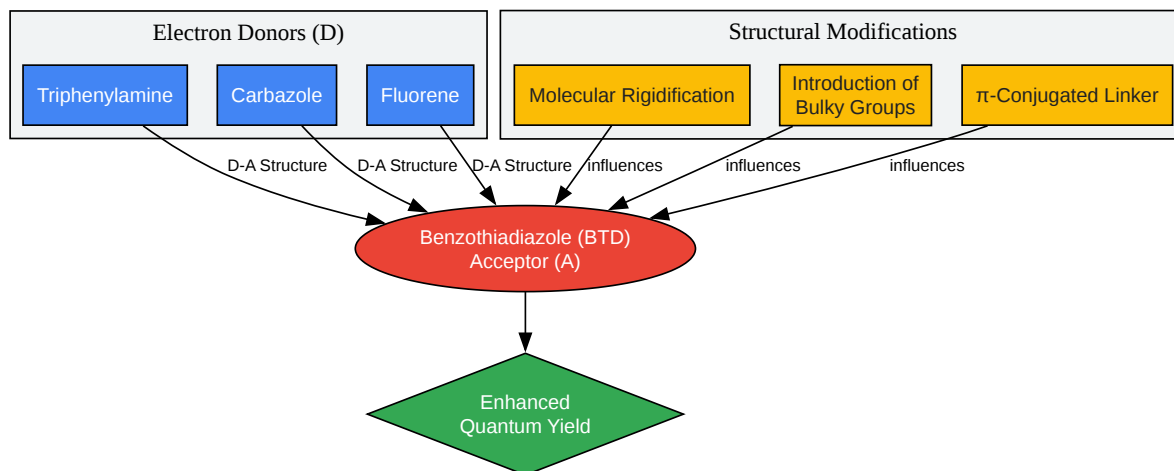 Electron Donors (D)
Structural Modifications
Triphenylamine
Carbazole
Fluorene
Molecular Rigidification
Introduction of
Bulky Groups
π-Conjugated Linker
D-A Structure
D-A Structure
D-A Structure
influences
influences
influences
Benzothiadiazole (BTD)
Acceptor (A)
Enhanced
Quantum Yield